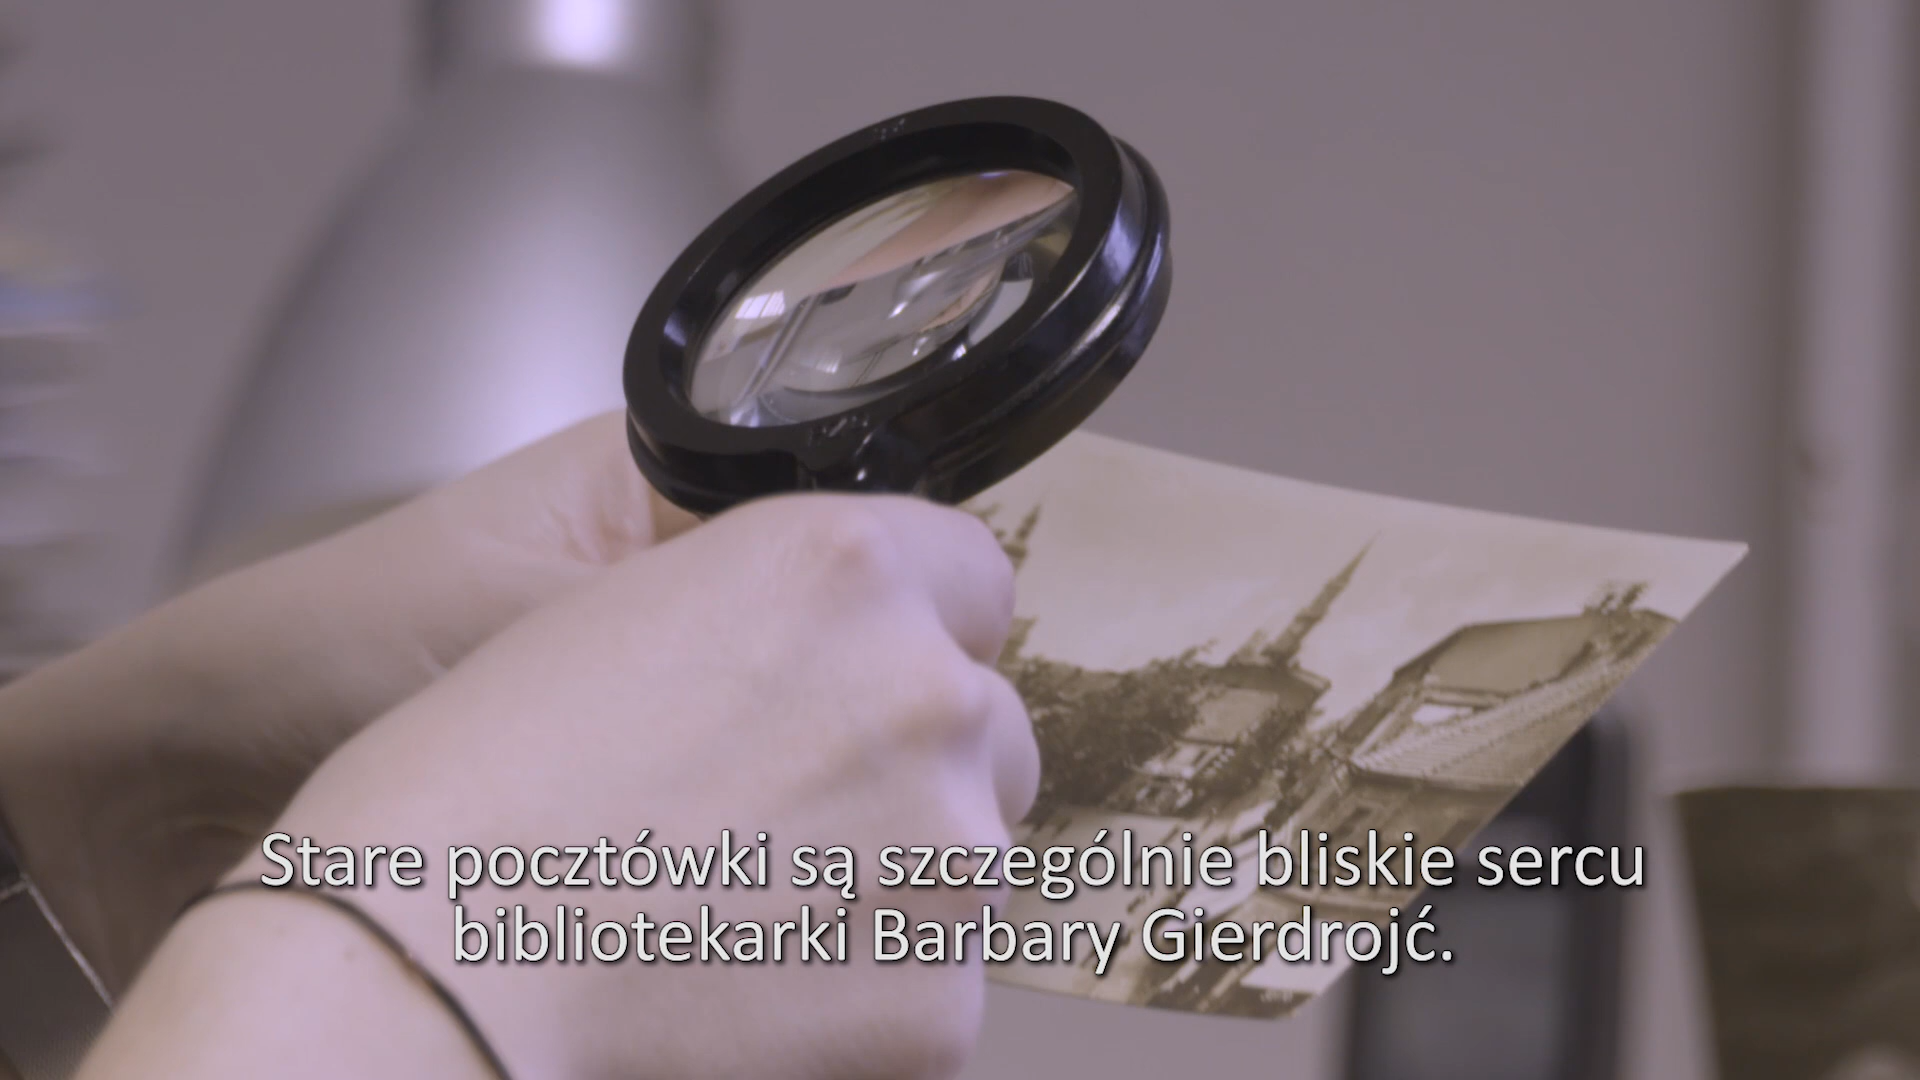 Stare pocztówki są szczególnie bliskie sercu
bibliotekarki Barbary Gierdrojć.